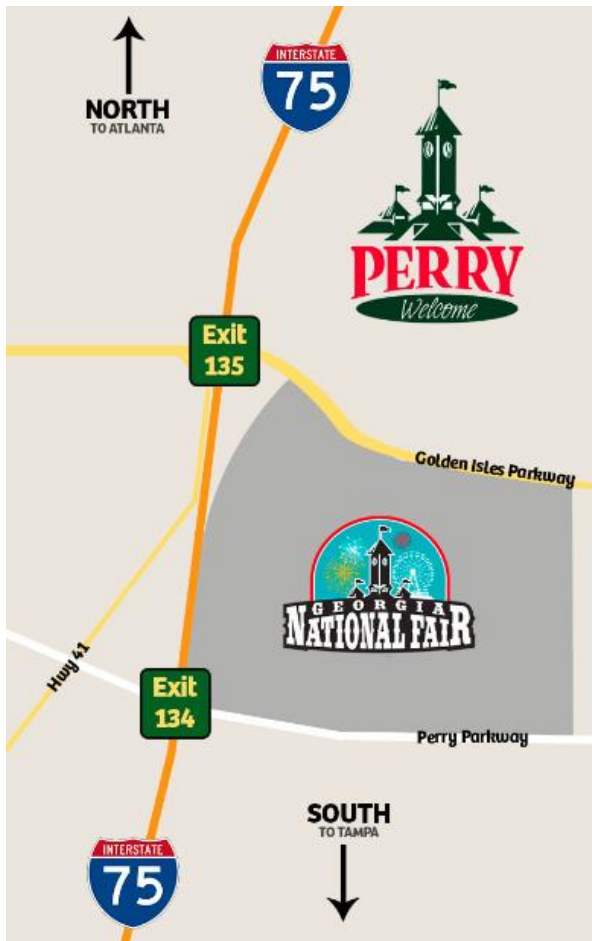 NORTH
TO ATLANTA
INTERSTATE
75
PERRY
Welcome
Exit
135
Golden Isles Parkway
GEORGIA
NATIONAL FAIR
Hwy 41
Exit
134
Perry Parkway
SOUTH
TO TAMPA
INTERSTATE
75